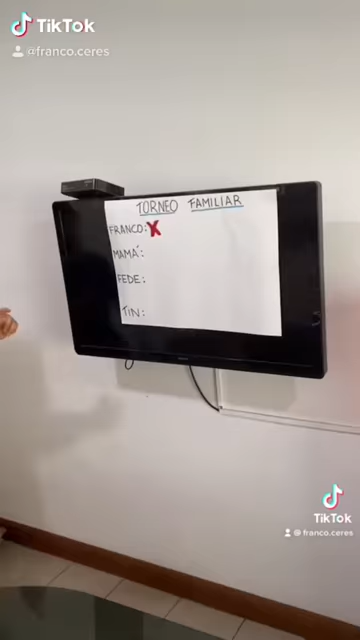 TikTok
@franco.ceres
TORNEO FAMILIAR
FRANCO: X
MAMÁ:
FEDE:
TIN:
TikTok
@franco.ceres